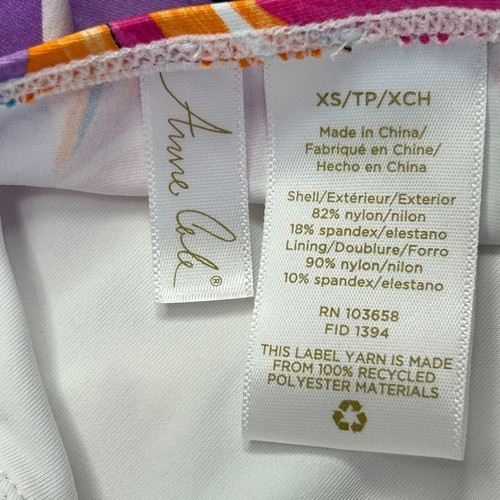 Anne Cole®
XS/TP/XCH
Made in China/
Fabriqué en Chine/
Hecho en China
Shell/Extérieur/Exterior
82% nylon/nilon
18% spandex/elestano
Lining/Doublure/Forro
90% nylon/nilon
10% spandex/elestano
RN 103658
FID 1394
THIS LABEL YARN IS MADE
FROM 100% RECYCLED
POLYESTER MATERIALS